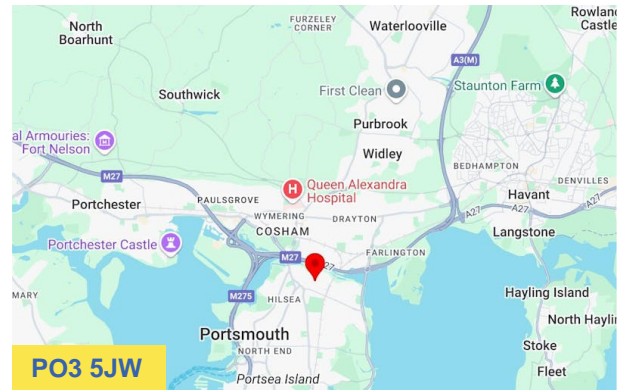 North
Boarhunt
FURZELEY
CORNER
Waterlooville
Rowland
Castle
A3(M)
Southwick
First Clean
Staunton Farm
Purbrook
al Armouries:
Fort Nelson
Widley
BEDHAMPTON
M27
Queen Alexandra
Hospital
DENVILLES
PAULSGROVE
Havant
Portchester
WYMERING
DRAYTON
A27
A27
COSHAM
Langstone
Portchester Castle
FARLINGTON
M27
A27
MARY
M275
HILSEA
Hayling Island
North Haylin
Portsmouth
Stoke
NORTH END
PO3 5JW
Fleet
Portsea Island